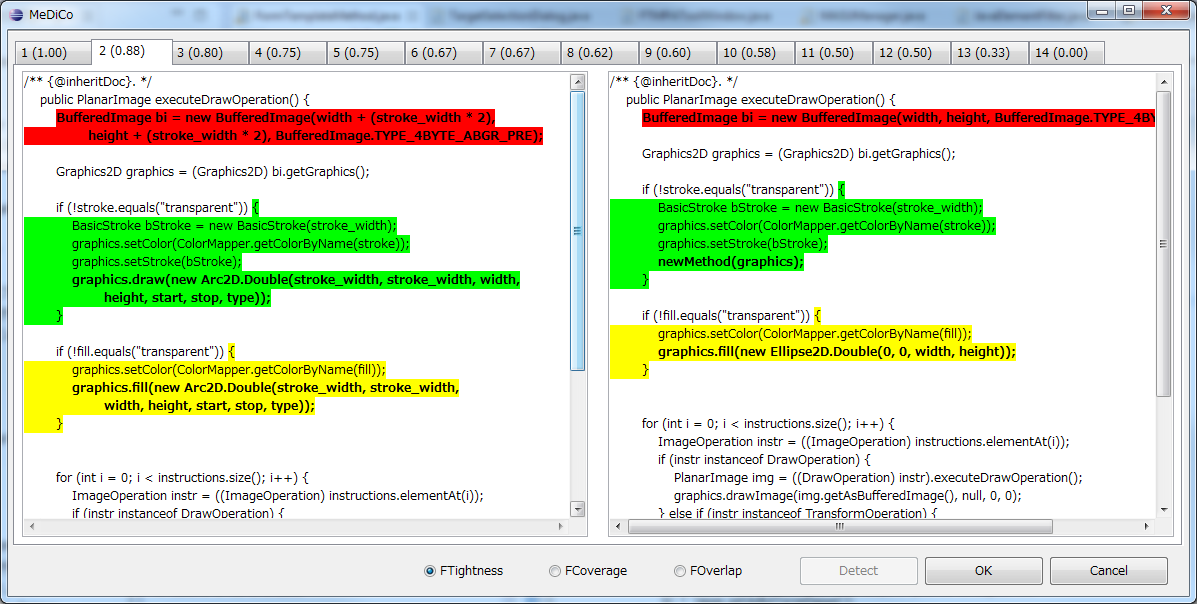 MeDiCo
1 (1.00) 2 (0.88) 3 (0.80) 4 (0.75) 5 (0.75) 6 (0.67) 7 (0.67) 8 (0.62) 9 (0.60) 10 (0.58) 11 (0.50) 12 (0.50) 13 (0.33) 14 (0.00)
/** {@inheritDoc}. */
public PlanarImage executeDrawOperation() {
BufferedImage bi = new BufferedImage(width + (stroke_width * 2),
height + (stroke_width * 2), BufferedImage.TYPE_4BYTE_ABGR_PRE);
Graphics2D graphics = (Graphics2D) bi.getGraphics();
if (!stroke.equals("transparent")) {
BasicStroke bStroke = new BasicStroke(stroke_width);
graphics.setColor(ColorMapper.getColorByName(stroke));
graphics.setStroke(bStroke);
graphics.draw(new Arc2D.Double(stroke_width, stroke_width, width,
height, start, stop, type));
}
if (!fill.equals("transparent")) {
graphics.setColor(ColorMapper.getColorByName(fill));
graphics.fill(new Arc2D.Double(stroke_width, stroke_width,
width, height, start, stop, type));
}
for (int i = 0; i < instructions.size(); i++) {
ImageOperation instr = ((ImageOperation) instructions.elementAt(i));
if (instr instanceof DrawOperation) {
/** {@inheritDoc}. */
public PlanarImage executeDrawOperation() {
BufferedImage bi = new BufferedImage(width, height, BufferedImage.TYPE_4BY
Graphics2D graphics = (Graphics2D) bi.getGraphics();
if (!stroke.equals("transparent")) {
BasicStroke bStroke = new BasicStroke(stroke_width);
graphics.setColor(ColorMapper.getColorByName(stroke));
graphics.setStroke(bStroke);
newMethod(graphics);
}
if (!fill.equals("transparent")) {
graphics.setColor(ColorMapper.getColorByName(fill));
graphics.fill(new Ellipse2D.Double(0, 0, width, height));
}
for (int i = 0; i < instructions.size(); i++) {
ImageOperation instr = ((ImageOperation) instructions.elementAt(i));
if (instr instanceof DrawOperation) {
PlanarImage img = ((DrawOperation) instr).executeDrawOperation();
graphics.drawImage(img.getAsBufferedImage(), null, 0, 0);
} else if (instr instanceof TransformOperation) {
FTightness FCoverage FOverlap Detect OK Cancel